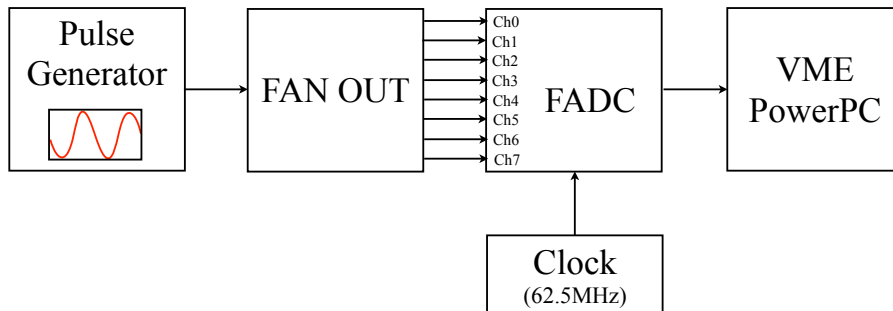 Pulse
Generator
FAN OUT
Ch0
Ch1
Ch2
Ch3
Ch4
Ch5
Ch6
Ch7
FADC
VME
PowerPC
Clock
(62.5MHz)